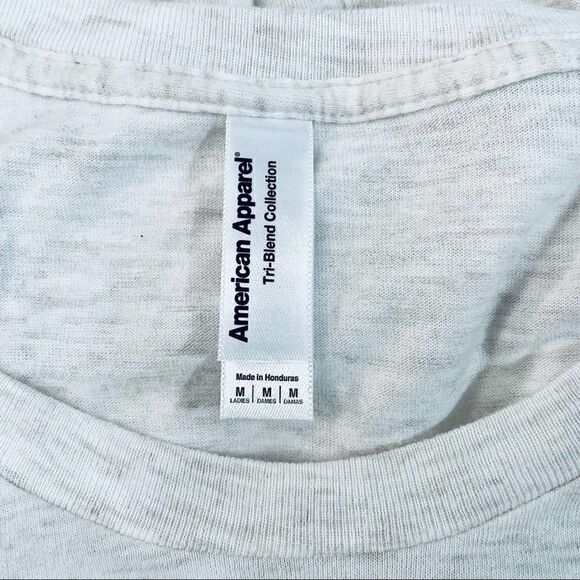 American Apparel®
Tri-Blend Collection
Made in Honduras
M | M | M
LADIES | DAMES | DAMAS